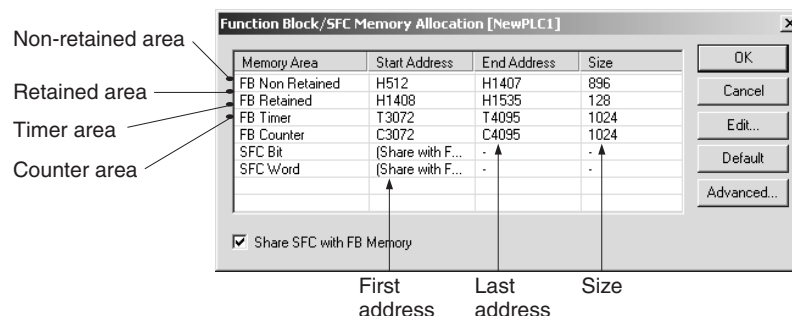 Function Block/SFC Memory Allocation [NewPLC1]
Non-retained area
Retained area
Timer area
Counter area
Memory Area Start Address End Address Size
FB Non Retained H512 H1407 896
FB Retained H1408 H1535 128
FB Timer T3072 T4095 1024
FB Counter C3072 C4095 1024
SFC Bit (Share with F... - -
SFC Word (Share with F... - -
OK
Cancel
Edit...
Default
Advanced...
Share SFC with FB Memory
First address
Last address
Size